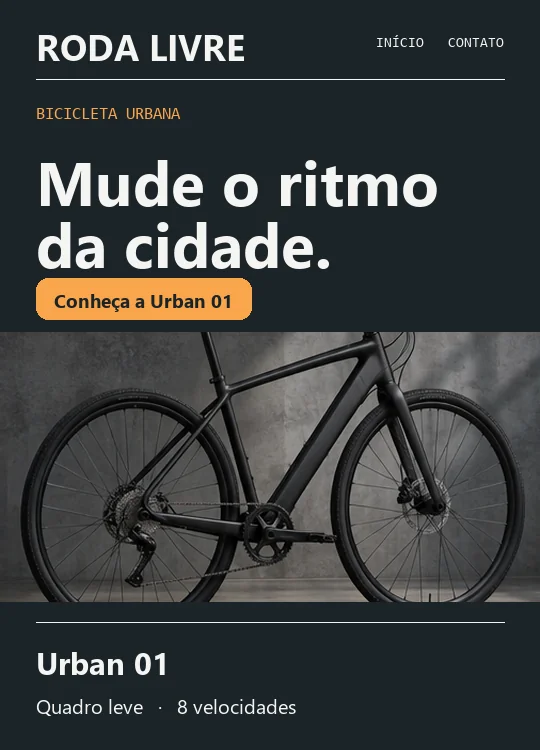 RODA LIVRE
INÍCIO CONTATO
BICICLETA URBANA
Mude o ritmo
da cidade.
Conheça a Urban 01
Urban 01
Quadro leve · 8 velocidades